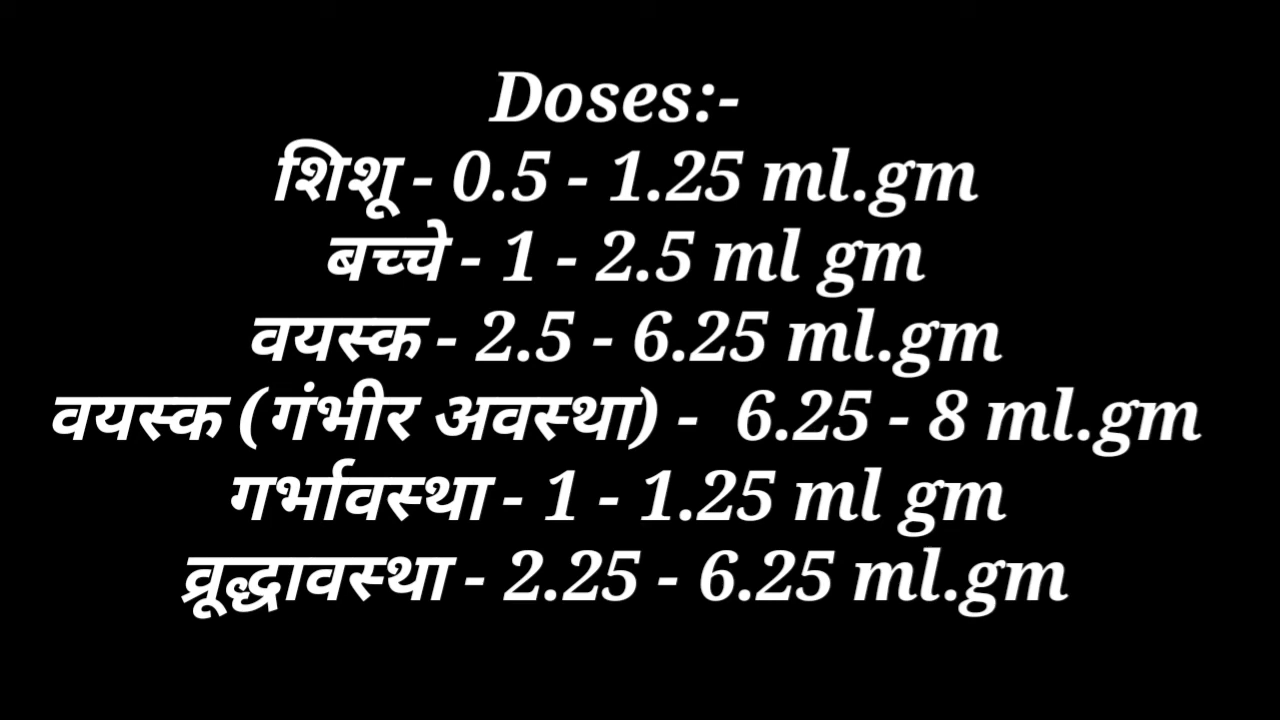 Doses:-
शिशू - 0.5 - 1.25 ml.gm
बच्चे - 1 - 2.5 ml gm
वयस्क - 2.5 - 6.25 ml.gm
वयस्क (गंभीर अवस्था) - 6.25 - 8 ml.gm
गर्भावस्था - 1 - 1.25 ml gm
व्रूद्धावस्था - 2.25 - 6.25 ml.gm